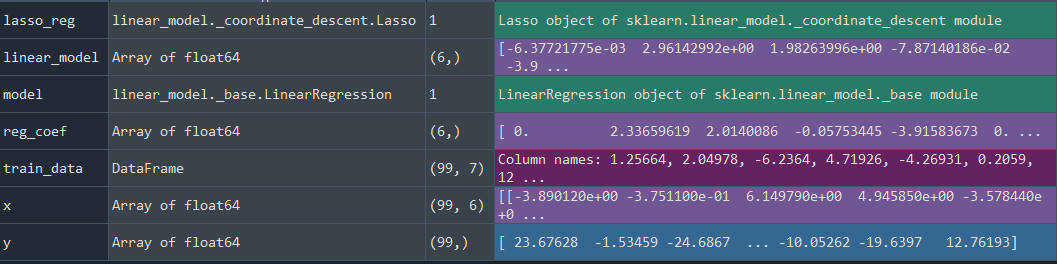 lasso_reg linear_model._coordinate_descent.Lasso 1 Lasso object of sklearn.linear_model._coordinate_descent module
linear_model Array of float64 (6,) [-6.37721775e-03 2.96142992e+00 1.98263996e+00 -7.87140186e-02
-3.9 ...
model linear_model._base.LinearRegression 1 LinearRegression object of sklearn.linear_model._base module
reg_coef Array of float64 (6,) [ 0. 2.33659619 2.0140086 -0.05753445 -3.91583673 0. ...
train_data DataFrame (99, 7) Column names: 1.25664, 2.04978, -6.2364, 4.71926, -4.26931, 0.2059,
12 ...
x Array of float64 (99, 6) [[-3.890120e+00 -3.751100e-01 6.149790e+00 4.945850e+00 -3.578440e
+0 ...
y Array of float64 (99,) [ 23.67628 -1.53459 -24.6867 ... -10.05262 -19.6397 12.76193]